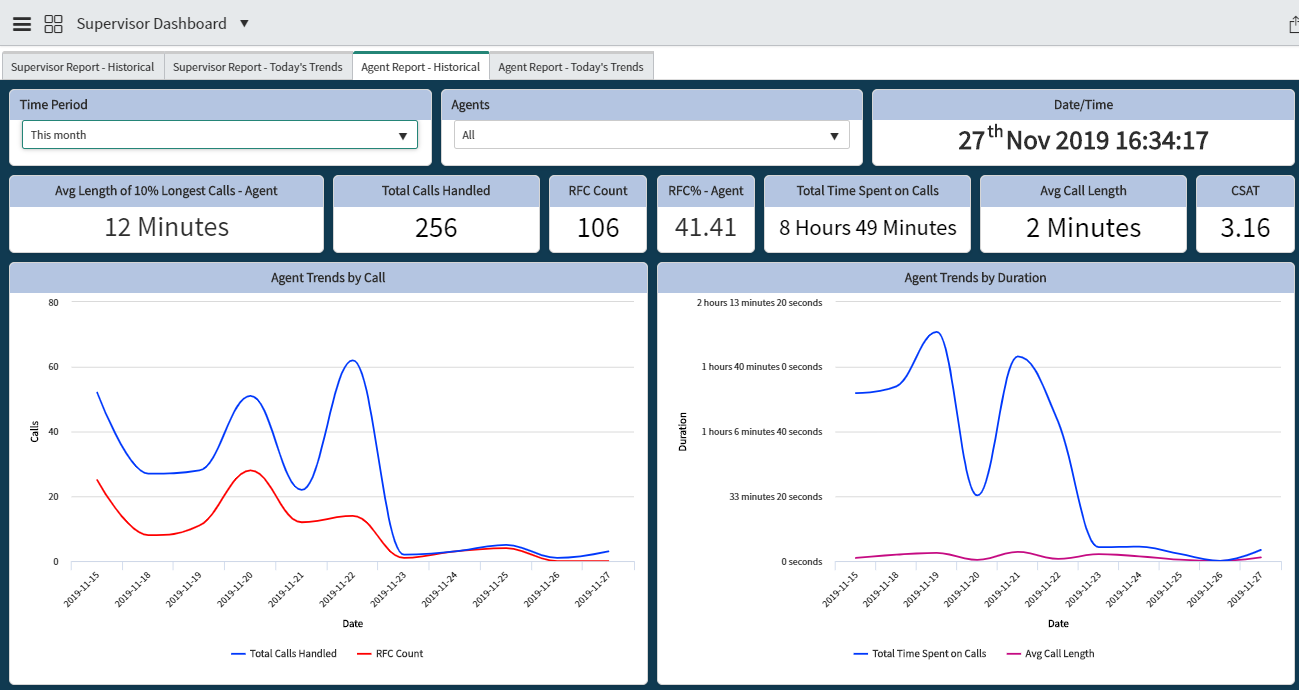 Supervisor Dashboard
Supervisor Report - Historical
Supervisor Report - Today's Trends
Agent Report - Historical
Agent Report - Today's Trends
Time Period
This month
Agents
All
Date/Time
27th Nov 2019 16:34:17
Avg Length of 10% Longest Calls - Agent
12 Minutes
Total Calls Handled
256
RFC Count
106
RFC% - Agent
41.41
Total Time Spent on Calls
8 Hours 49 Minutes
Avg Call Length
2 Minutes
CSAT
3.16
Agent Trends by Call
80
60
40
20
0
Calls
2019-11-15
2019-11-18
2019-11-19
2019-11-20
2019-11-21
2019-11-22
2019-11-23
2019-11-24
2019-11-25
2019-11-26
2019-11-27
Date
Total Calls Handled
RFC Count
Agent Trends by Duration
2 hours 13 minutes 20 seconds
1 hours 40 minutes 0 seconds
1 hours 6 minutes 40 seconds
33 minutes 20 seconds
0 seconds
Duration
2019-11-15
2019-11-18
2019-11-19
2019-11-20
2019-11-21
2019-11-22
2019-11-23
2019-11-24
2019-11-25
2019-11-26
2019-11-27
Date
Total Time Spent on Calls
Avg Call Length